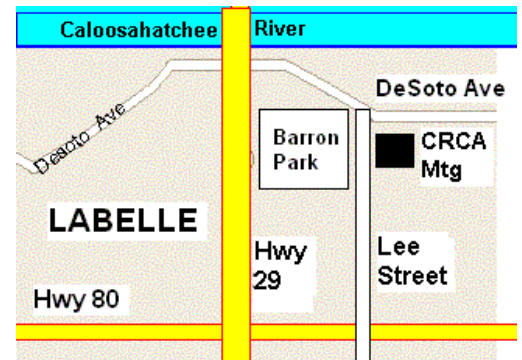 Caloosahatchee River
DeSoto Ave
Desoto Ave
Barron
Park
CRCA
Mtg
LABELLE
Hwy
29
Lee
Street
Hwy 80